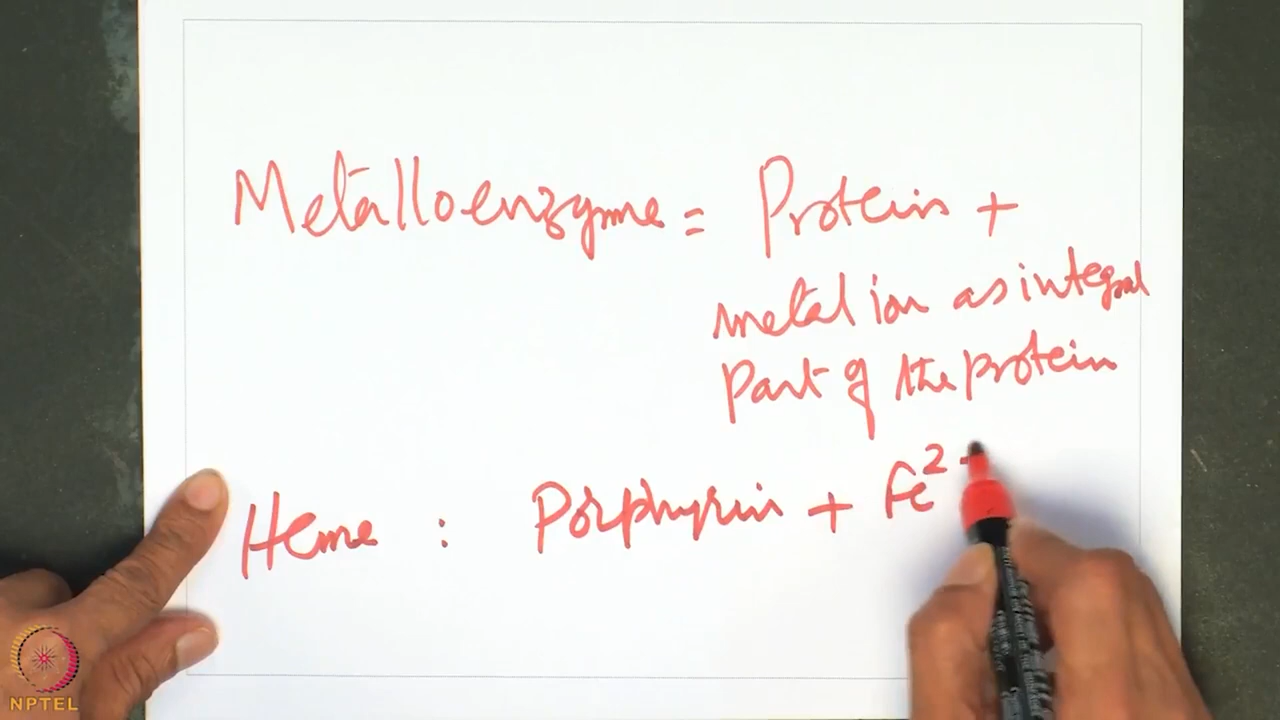 Metalloenzyme = Protein +
metal ion as integral
part of the protein
Heme : Porphyrin + Fe2+
NPTEL